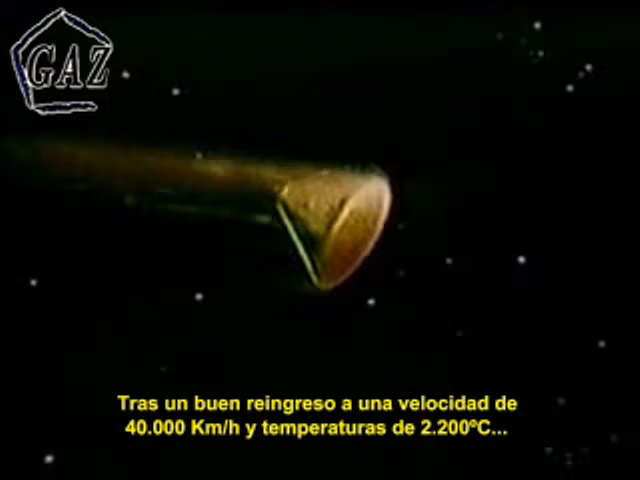 GAZ
Tras un buen reingreso a una velocidad de
40.000 Km/h y temperaturas de 2.200ºC...